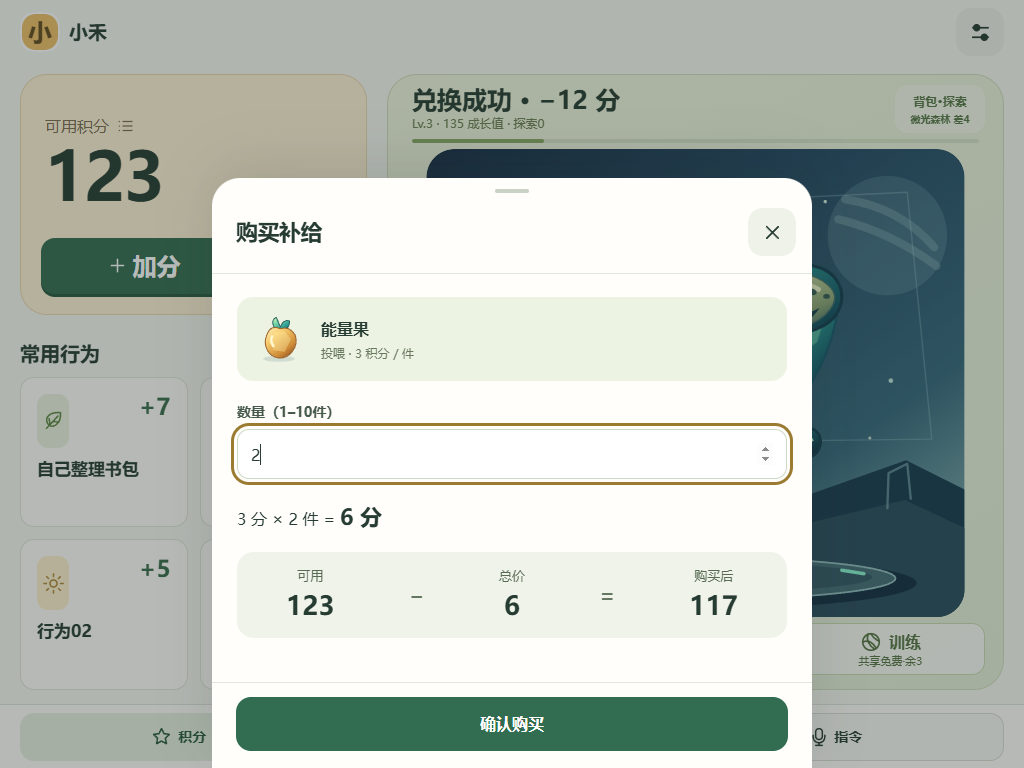 小 小禾
可用积分
123
+ 加分
兑换成功 · −12 分
Lv.3 · 135 成长值 · 探索0
背包·探索
微光森林 差4
常用行为
+7
自己整理书包
+5
行为02
购买补给
能量果
投喂 · 3 积分 / 件
数量（1–10件）
2
3 分 × 2 件 = 6 分
可用 总价 购买后
123 − 6 = 117
确认购买
训练
共享免费·余3
积分
指令